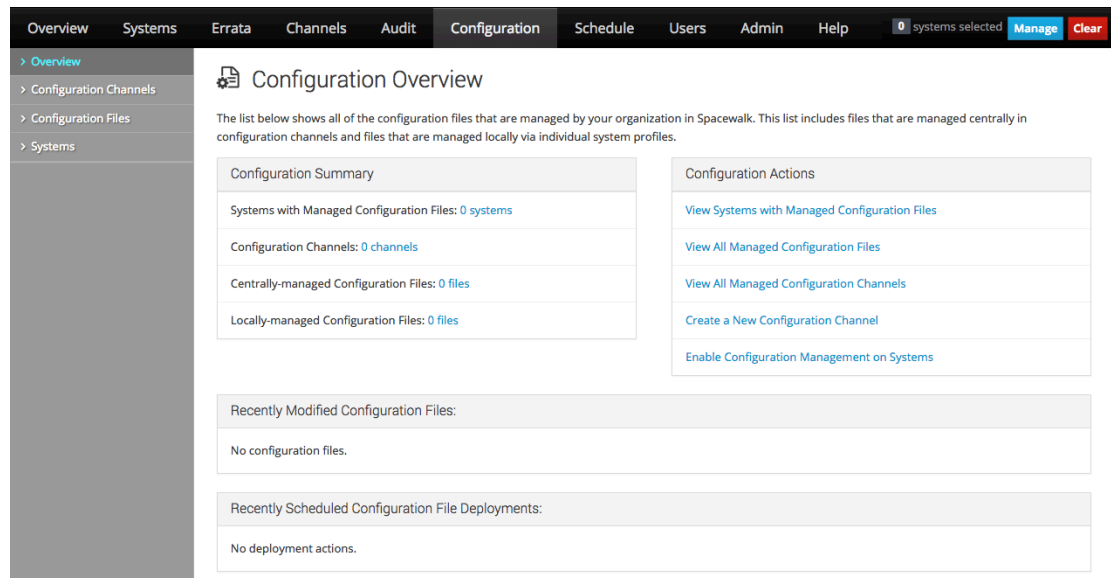 Overview Systems Errata Channels Audit Configuration Schedule Users Admin Help 0 systems selected Manage Clear
> Overview
> Configuration Channels
> Configuration Files
> Systems
Configuration Overview
The list below shows all of the configuration files that are managed by your organization in Spacewalk. This list includes files that are managed centrally in
configuration channels and files that are managed locally via individual system profiles.
Configuration Summary
Systems with Managed Configuration Files: 0 systems
Configuration Channels: 0 channels
Centrally-managed Configuration Files: 0 files
Locally-managed Configuration Files: 0 files
Configuration Actions
View Systems with Managed Configuration Files
View All Managed Configuration Files
View All Managed Configuration Channels
Create a New Configuration Channel
Enable Configuration Management on Systems
Recently Modified Configuration Files:
No configuration files.
Recently Scheduled Configuration File Deployments:
No deployment actions.